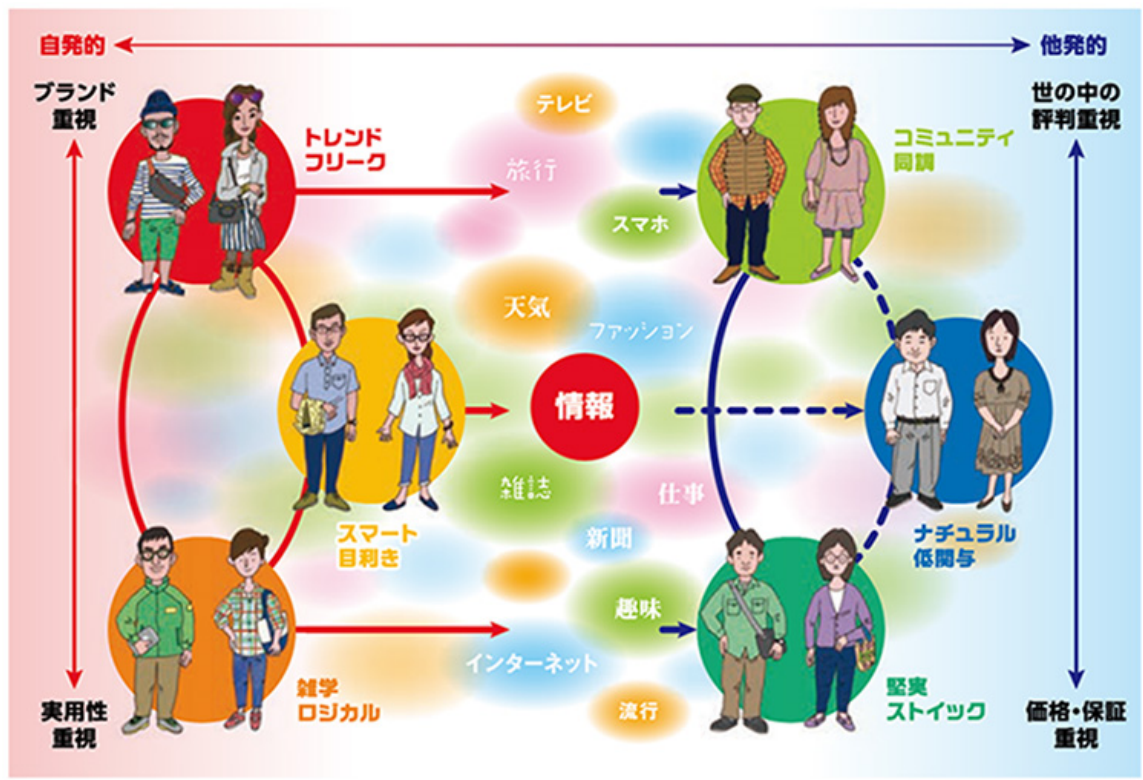 自発的
他発的
ブランド
重視
世の中の
評判重視
テレビ
トレンド
フリーク
旅行
コミュニティ
同調
スマホ
天気
ファッション
情報
雑誌
仕事
スマート
目利き
新聞
ナチュラル
低関与
趣味
インターネット
雑学
ロジカル
流行
堅実
ストイック
実用性
重視
価格・保証
重視